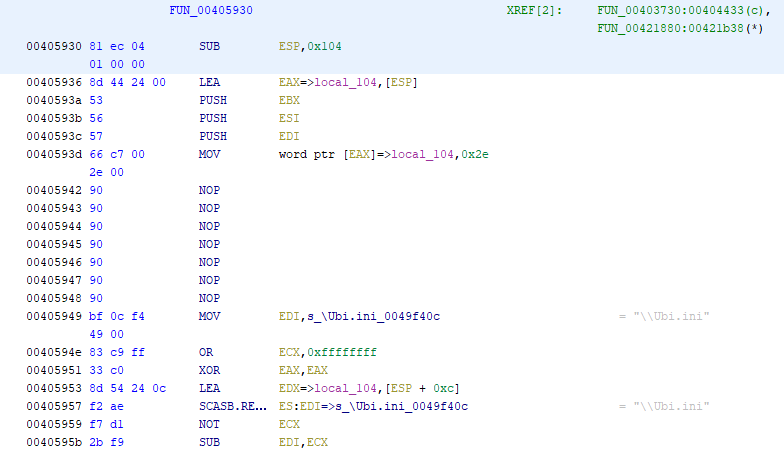 FUN_00405930 XREF[2]: FUN_00403730:00404433(c),
FUN_00421880:00421b38(*)
00405930 81 ec 04 SUB ESP,0x104
01 00 00
00405936 8d 44 24 00 LEA EAX=>local_104,[ESP]
0040593a 53 PUSH EBX
0040593b 56 PUSH ESI
0040593c 57 PUSH EDI
0040593d 66 c7 00 MOV word ptr [EAX]=>local_104,0x2e
2e 00
00405942 90 NOP
00405943 90 NOP
00405944 90 NOP
00405945 90 NOP
00405946 90 NOP
00405947 90 NOP
00405948 90 NOP
00405949 bf 0c f4 MOV EDI,s_\Ubi.ini_0049f40c = "\\Ubi.ini"
49 00
0040594e 83 c9 ff OR ECX,0xffffffff
00405951 33 c0 XOR EAX,EAX
00405953 8d 54 24 0c LEA EDX=>local_104,[ESP + 0xc]
00405957 f2 ae SCASB.RE... ES:EDI=>s_\Ubi.ini_0049f40c = "\\Ubi.ini"
00405959 f7 d1 NOT ECX
0040595b 2b f9 SUB EDI,ECX